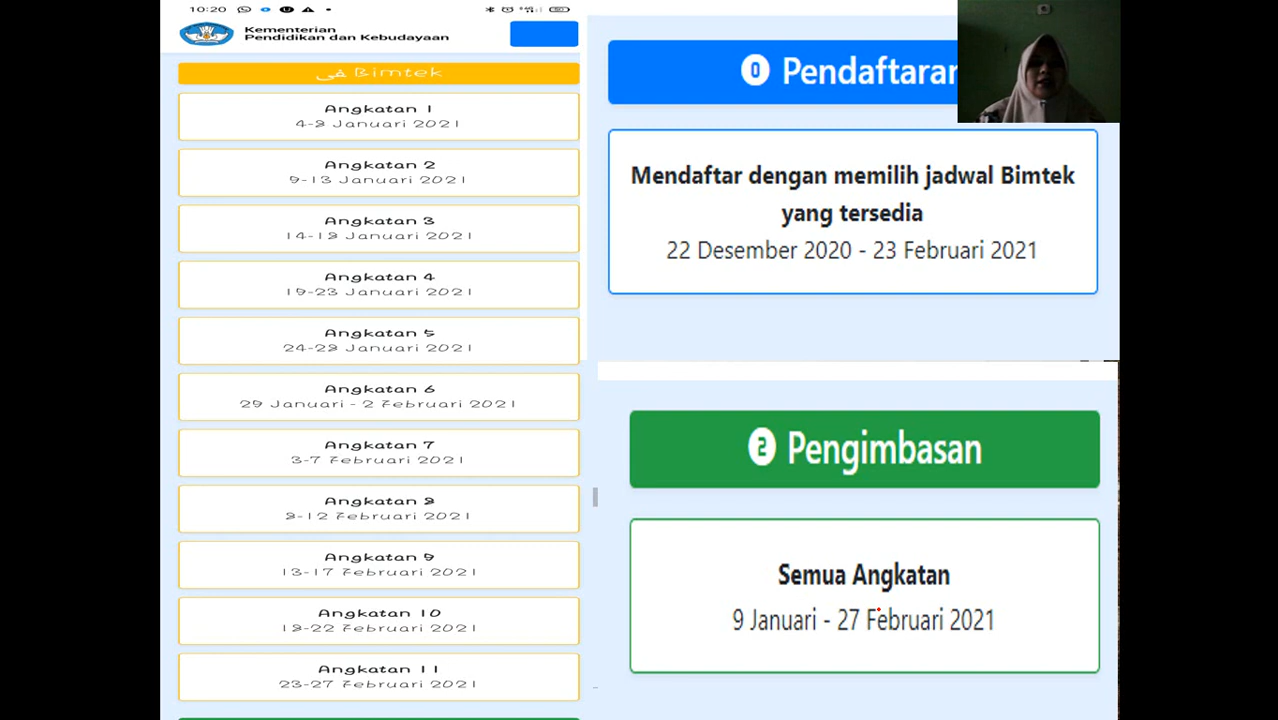 10:20
Kementerian
Pendidikan dan Kebudayaan
فى Bimtek
Angkatan 1
4-8 Januari 2021
Angkatan 2
9-13 Januari 2021
Angkatan 3
14-18 Januari 2021
Angkatan 4
19-23 Januari 2021
Angkatan 5
24-28 Januari 2021
Angkatan 6
29 Januari - 2 Februari 2021
Angkatan 7
3-7 Februari 2021
Angkatan 8
8-12 Februari 2021
Angkatan 9
13-17 Februari 2021
Angkatan 10
18-22 Februari 2021
Angkatan 11
23-27 Februari 2021
0 Pendaftaran
Mendaftar dengan memilih jadwal Bimtek
yang tersedia
22 Desember 2020 - 23 Februari 2021
2 Pengimbasan
Semua Angkatan
9 Januari - 27 Februari 2021